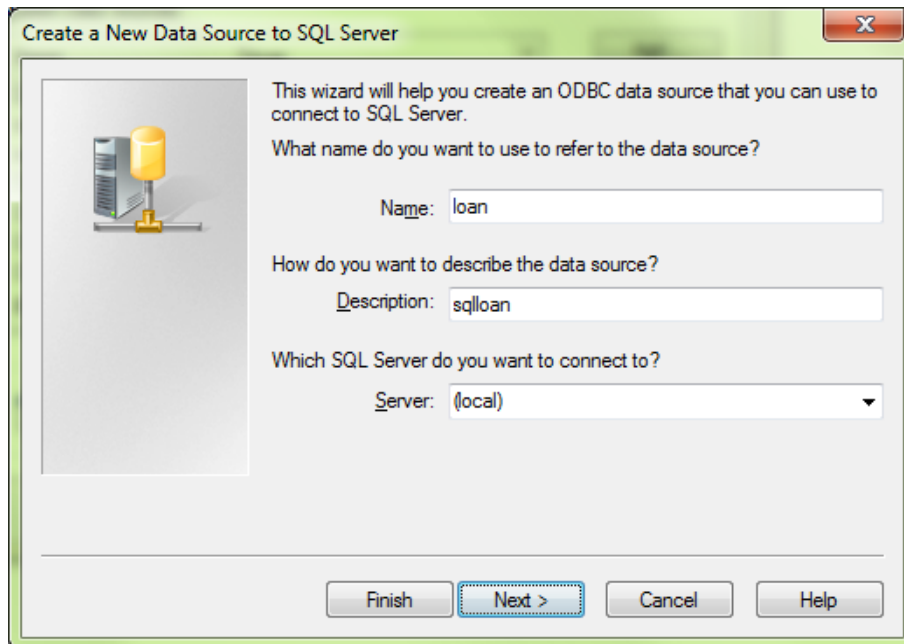 Create a New Data Source to SQL Server
This wizard will help you create an ODBC data source that you can use to
connect to SQL Server.
What name do you want to use to refer to the data source?
Name: loan
How do you want to describe the data source?
Description: sqlloan
Which SQL Server do you want to connect to?
Server: (local)
Finish Next > Cancel Help